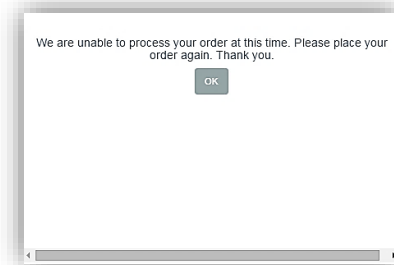 We are unable to process your order at this time. Please place your
order again. Thank you.
OK